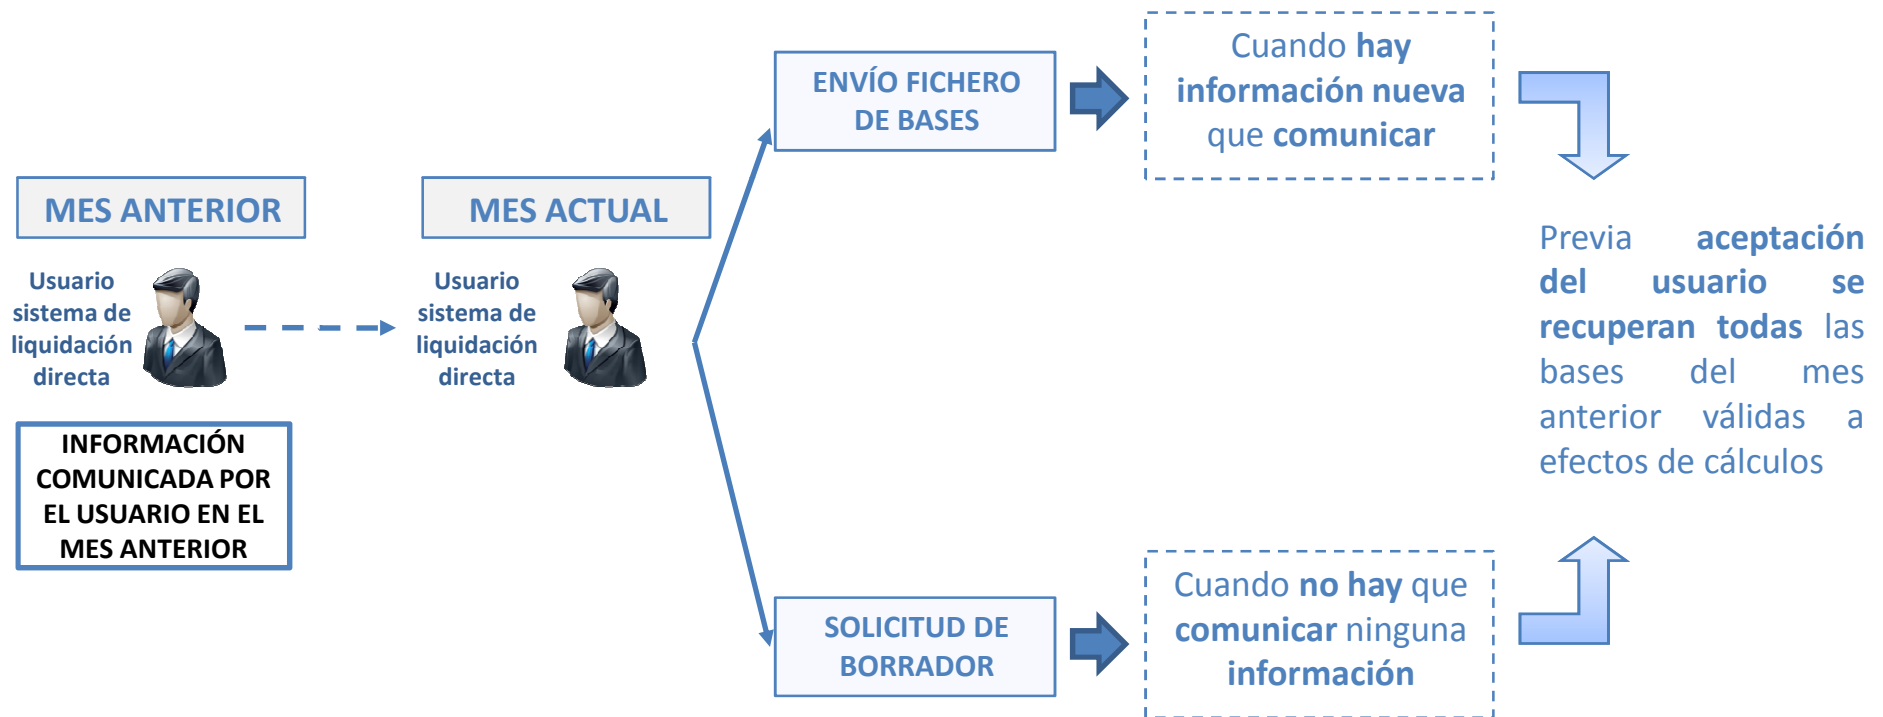 MES ANTERIOR
Usuario
sistema de
liquidación
directa
INFORMACIÓN
COMUNICADA POR
EL USUARIO EN EL
MES ANTERIOR
MES ACTUAL
Usuario
sistema de
liquidación
directa
ENVÍO FICHERO
DE BASES
Cuando hay
información nueva
que comunicar
SOLICITUD DE
BORRADOR
Cuando no hay que
comunicar ninguna
información
Previa aceptación
del usuario se
recuperan todas las
bases del mes
anterior válidas a
efectos de cálculos